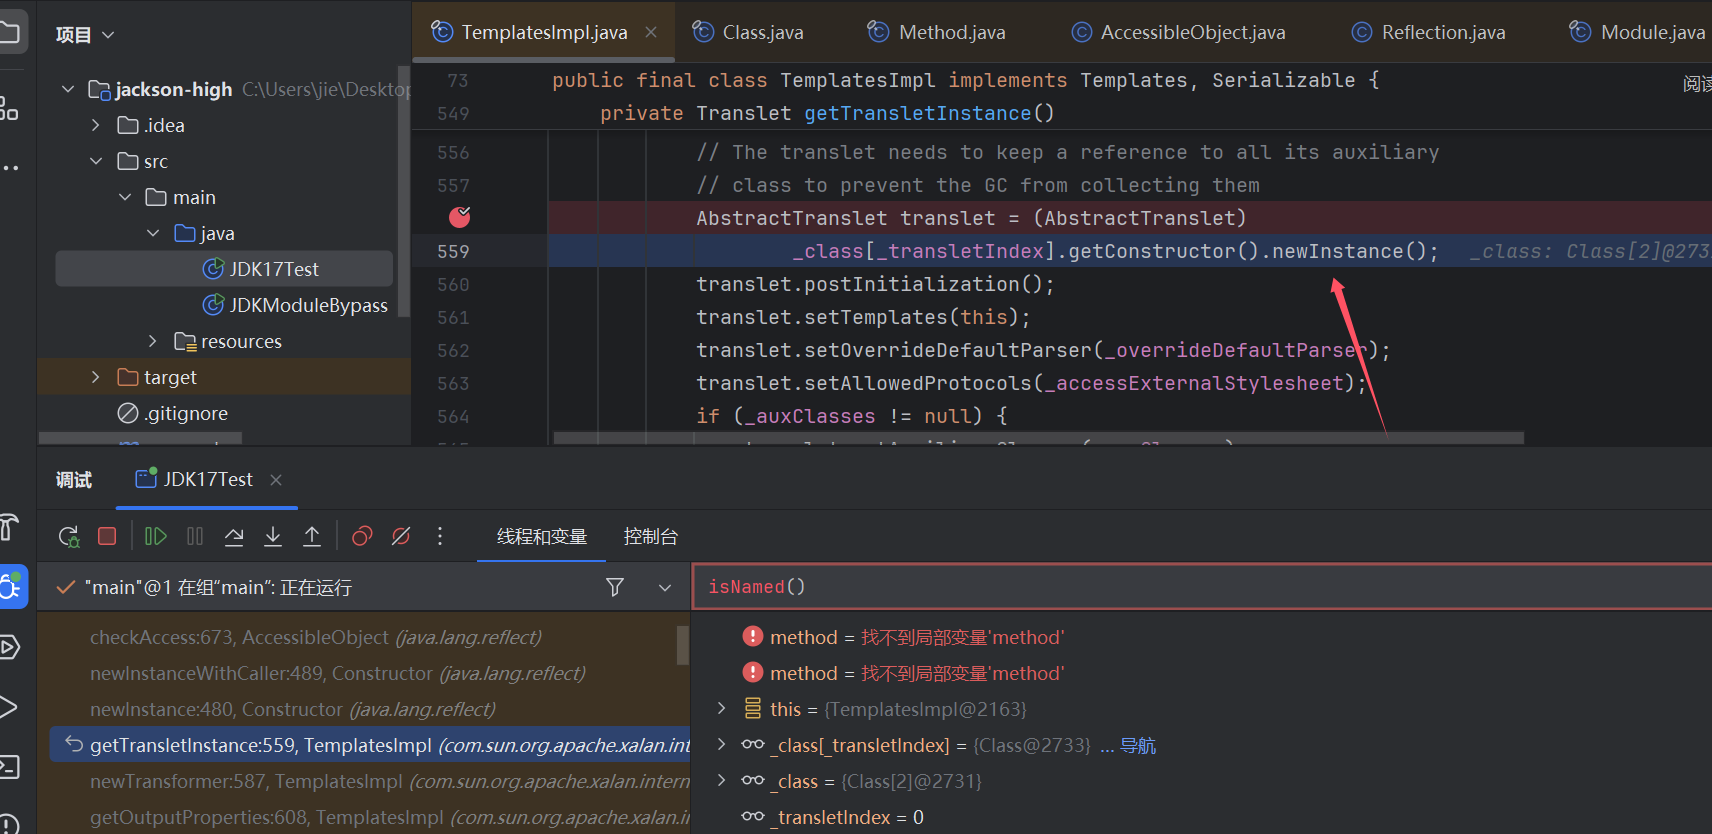 项目
jackson-high C:\Users\jie\Desktop
.idea
src
main
java
JDK17Test
JDKModuleBypass
resources
target
.gitignore
TemplatesImpl.java
Class.java
Method.java
AccessibleObject.java
Reflection.java
Module.java
73 public final class TemplatesImpl implements Templates, Serializable {
阅读
549 private Translet getTransletInstance()
556 // The translet needs to keep a reference to all its auxiliary
557 // class to prevent the GC from collecting them
AbstractTranslet translet = (AbstractTranslet)
559 _class[_transletIndex].getConstructor().newInstance(); _class: Class[2]@273
560 translet.postInitialization();
561 translet.setTemplates(this);
562 translet.setOverrideDefaultParser(_overrideDefaultParser);
563 translet.setAllowedProtocols(_accessExternalStylesheet);
564 if (_auxClasses != null) {
调试
JDK17Test
线程和变量
控制台
"main"@1 在组“main”: 正在运行
checkAccess:673, AccessibleObject (java.lang.reflect)
newInstanceWithCaller:489, Constructor (java.lang.reflect)
newInstance:480, Constructor (java.lang.reflect)
getTransletInstance:559, TemplatesImpl (com.sun.org.apache.xalan.int
newTransformer:587, TemplatesImpl (com.sun.org.apache.xalan.intern
getOutputProperties:608, TemplatesImpl (com.sun.org.apache.xalan.i
isNamed()
method = 找不到局部变量'method'
method = 找不到局部变量'method'
this = {TemplatesImpl@2163}
_class[_transletIndex] = {Class@2733} ... 导航
_class = {Class[2]@2731}
_transletIndex = 0